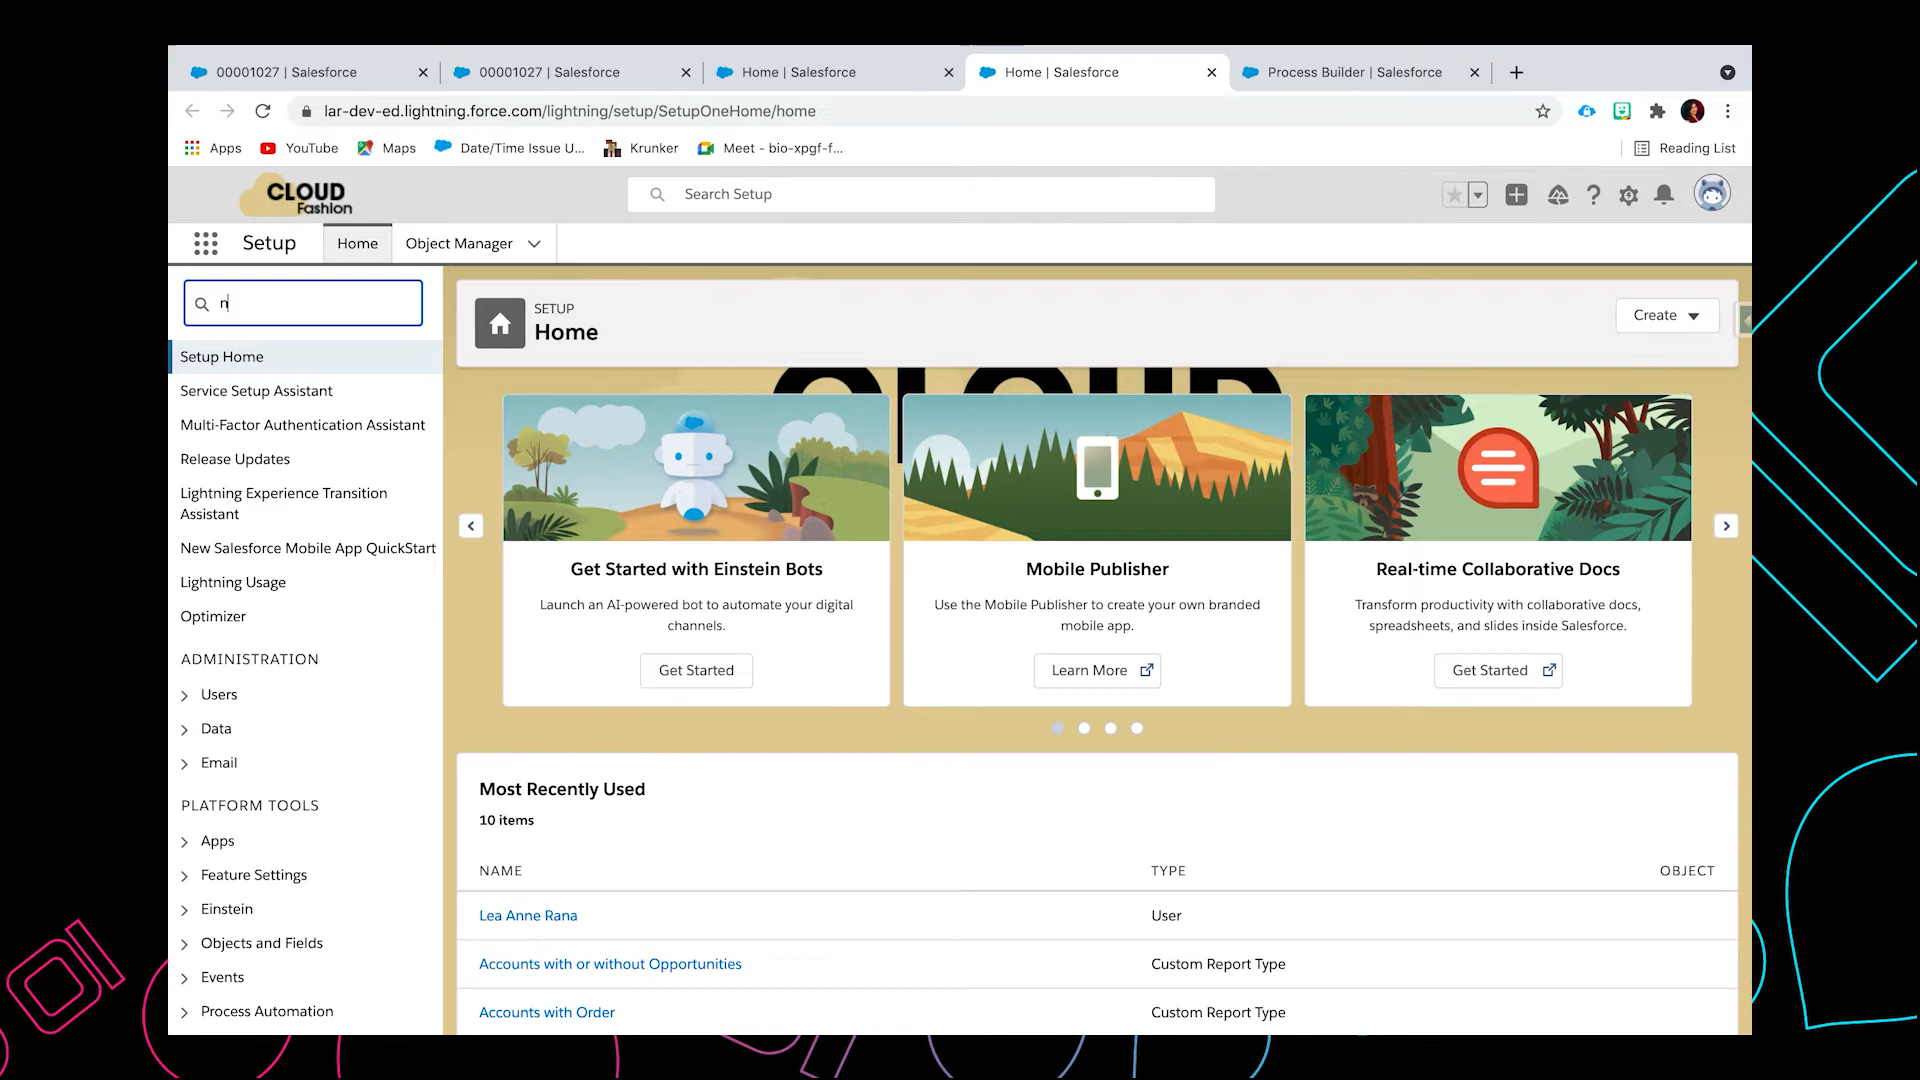 00001027 | Salesforce
00001027 | Salesforce
Home | Salesforce
Home | Salesforce
Process Builder | Salesforce
lar-dev-ed.lightning.force.com/lightning/setup/SetupOneHome/home
Apps
YouTube
Maps
Date/Time Issue U...
Krunker
Meet - bio-xpgf-f...
Reading List
CLOUD
Fashion
Search Setup
Setup
Home
Object Manager
n
Setup Home
Service Setup Assistant
Multi-Factor Authentication Assistant
Release Updates
Lightning Experience Transition
Assistant
New Salesforce Mobile App QuickStart
Lightning Usage
Optimizer
ADMINISTRATION
Users
Data
Email
PLATFORM TOOLS
Apps
Feature Settings
Einstein
Objects and Fields
Events
Process Automation
SETUP
Home
Create
CLOUD
Get Started with Einstein Bots
Launch an AI-powered bot to automate your digital
channels.
Get Started
Mobile Publisher
Use the Mobile Publisher to create your own branded
mobile app.
Learn More
Real-time Collaborative Docs
Transform productivity with collaborative docs,
spreadsheets, and slides inside Salesforce.
Get Started
Most Recently Used
10 items
NAME
TYPE
OBJECT
Lea Anne Rana
User
Accounts with or without Opportunities
Custom Report Type
Accounts with Order
Custom Report Type